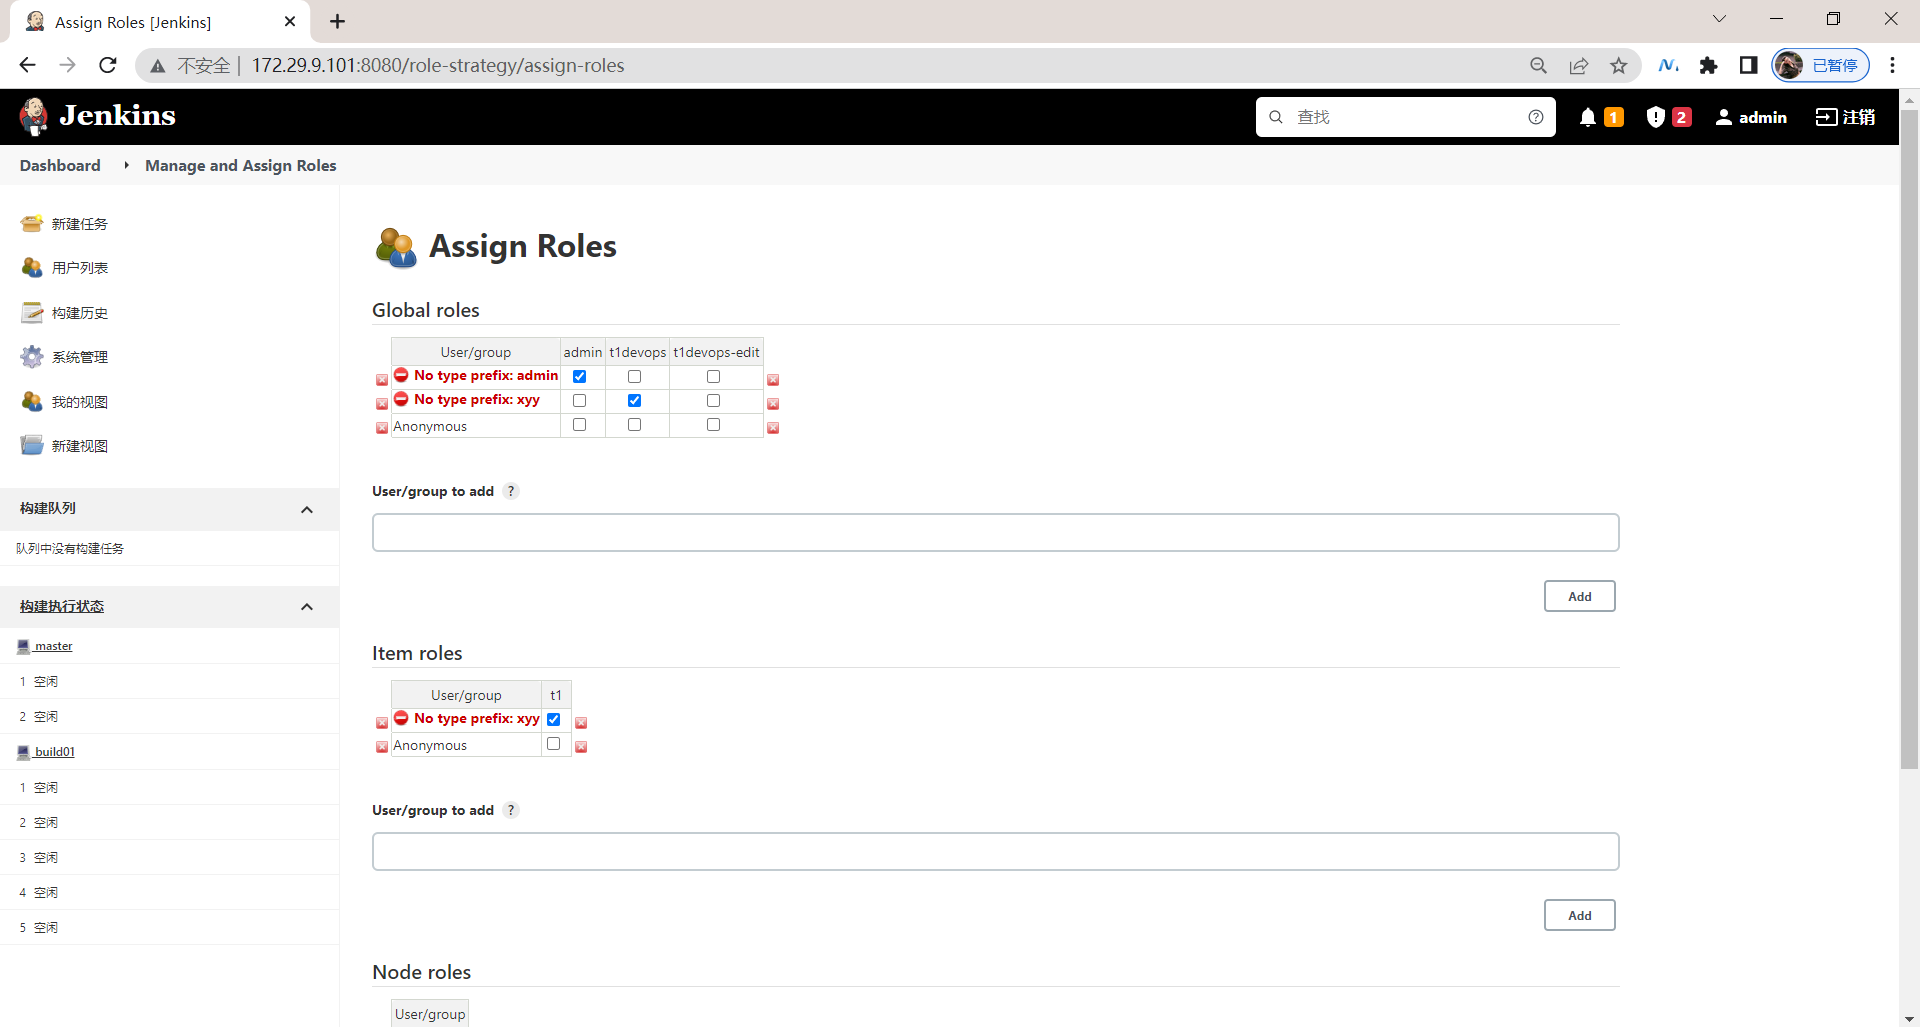 Assign Roles [Jenkins]
不安全 | 172.29.9.101:8080/role-strategy/assign-roles
已暂停
Jenkins
查找
1
2
admin
注销
Dashboard
Manage and Assign Roles
新建任务
用户列表
构建历史
系统管理
我的视图
新建视图
构建队列
队列中没有构建任务
构建执行状态
master
1 空闲
2 空闲
build01
1 空闲
2 空闲
3 空闲
4 空闲
5 空闲
Assign Roles
Global roles
User/group admin t1devops t1devops-edit
No type prefix: admin
No type prefix: xyy
Anonymous
User/group to add ?
Add
Item roles
User/group t1
No type prefix: xyy
Anonymous
User/group to add ?
Add
Node roles
User/group